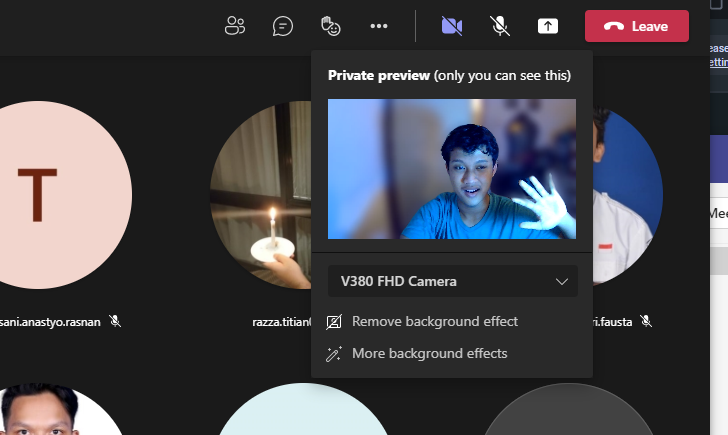 Leave
ease
ettin
Private preview (only you can see this)
T
Mee
V380 FHD Camera
sani.anastyo.rasnan
razza.titian
ri.fausta
Remove background effect
More background effects